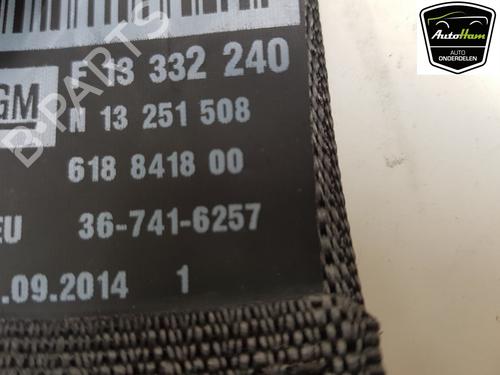 AutoHam
AUTO
ONDERDELEN
GM
F 13 332 240
N 13 251 508
618 8418 00
EU 36-741-6257
.09.2014 1
B-PARTS